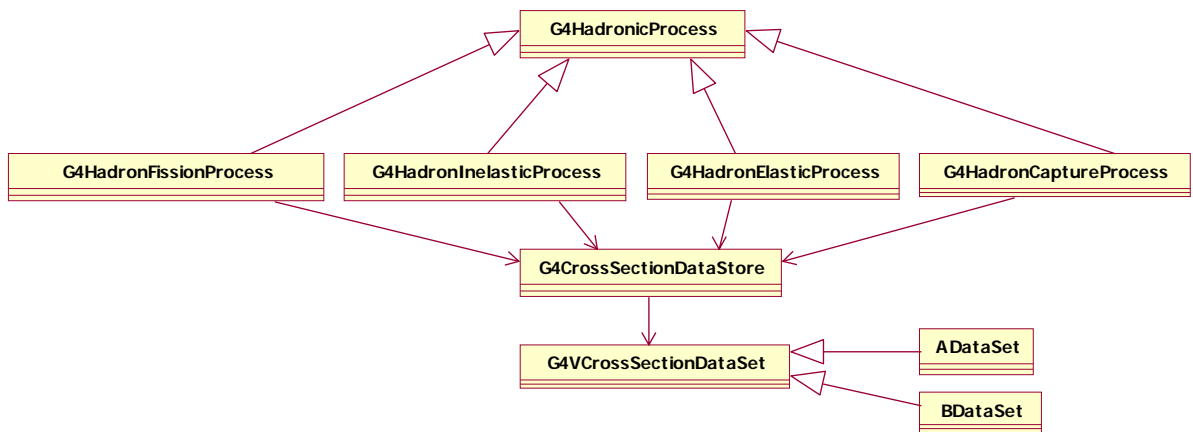 G4HadronicProcess
G4HadronFissionProcess
G4HadronInelasticProcess
G4HadronElasticProcess
G4HadronCaptureProcess
G4CrossSectionDataStore
G4VCrossSectionDataSet
ADataSet
BDataSet